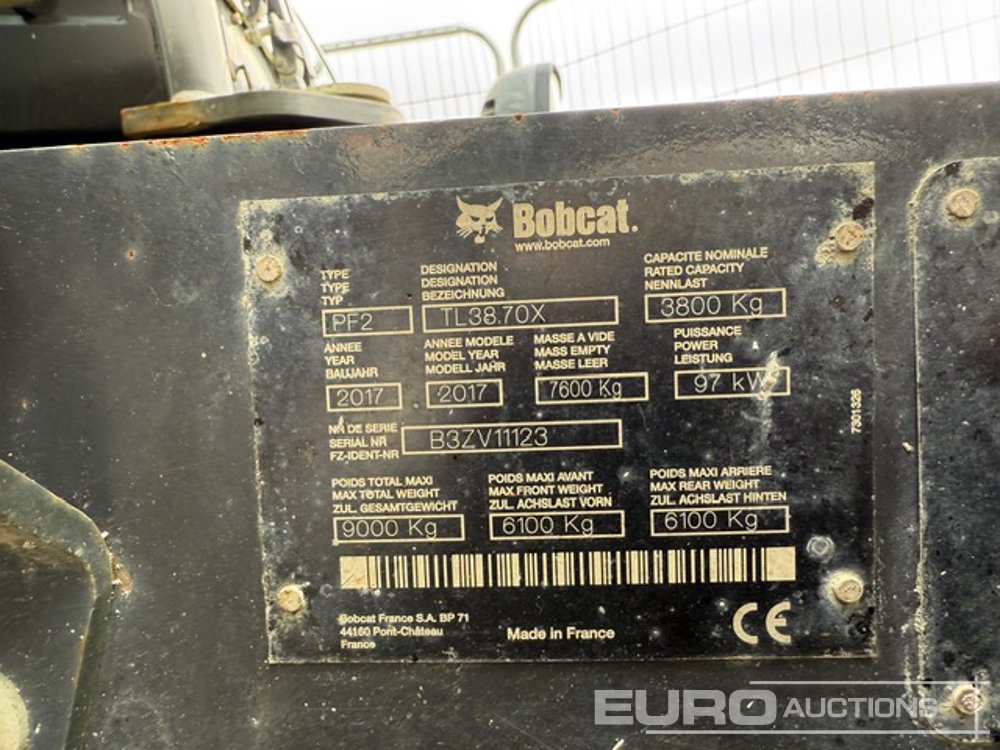 Bobcat.
www.bobcat.com
TYPE
TYPE
TYP
PF2
DESIGNATION
DESIGNATION
BEZEICHNUNG
TL38.70X
CAPACITE NOMINALE
RATED CAPACITY
NENNLAST
3800 Kg
ANNEE
YEAR
BAUJAHR
2017
ANNEE MODELE
MODEL YEAR
MODELL JAHR
2017
MASSE A VIDE
MASS EMPTY
MASSE LEER
7600 Kg
PUISSANCE
POWER
LEISTUNG
97 kW
NR DE SERIE
SERIAL NR
FZ-IDENT-NR
B3ZV11123
7301326
POIDS TOTAL MAXI
MAX TOTAL WEIGHT
ZUL. GESAMTGEWICHT
9000 Kg
POIDS MAXI AVANT
MAX FRONT WEIGHT
ZUL. ACHSLAST VORN
6100 Kg
POIDS MAXI ARRIERE
MAX REAR WEIGHT
ZUL. ACHSLAST HINTEN
6100 Kg
Bobcat France S.A. BP 71
44160 Pont-Château
France
Made in France
CE
EURO AUCTIONS